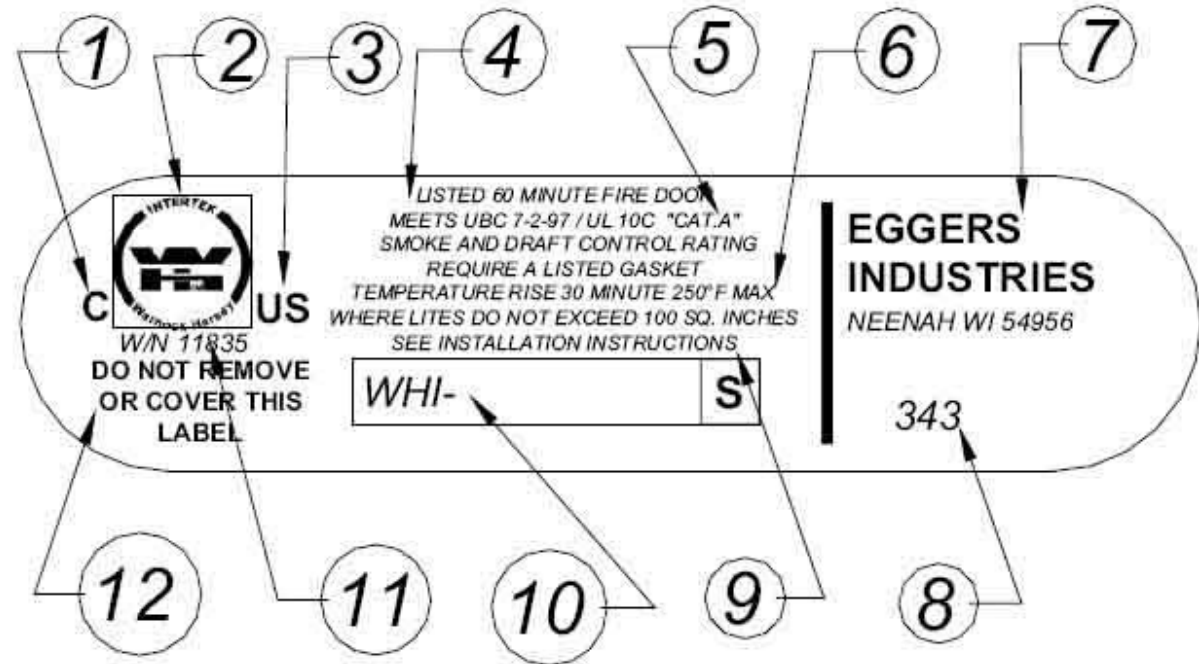 1 2 3 4 5 6 7
INTERTEK
WH
Warnock Hersey
C US
W/N 11835
DO NOT REMOVE
OR COVER THIS
LABEL
LISTED 60 MINUTE FIRE DOOR
MEETS UBC 7-2-97 / UL 10C "CAT.A"
SMOKE AND DRAFT CONTROL RATING
REQUIRE A LISTED GASKET
TEMPERATURE RISE 30 MINUTE 250°F MAX
WHERE LITES DO NOT EXCEED 100 SQ. INCHES
SEE INSTALLATION INSTRUCTIONS
WHI- S
EGGERS
INDUSTRIES
NEENAH WI 54956
343
12 11 10 9 8